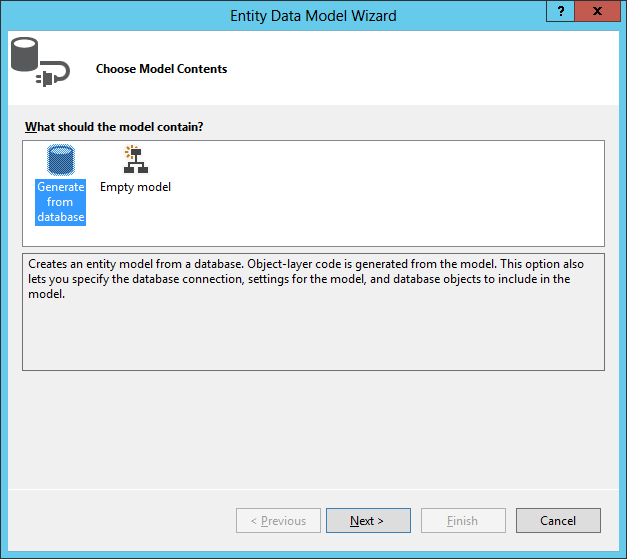 Entity Data Model Wizard
?
x
Choose Model Contents
What should the model contain?
Generate
from
database
Empty model
Creates an entity model from a database. Object-layer code is generated from the model. This option also
lets you specify the database connection, settings for the model, and database objects to include in the
model.
< Previous
Next >
Finish
Cancel